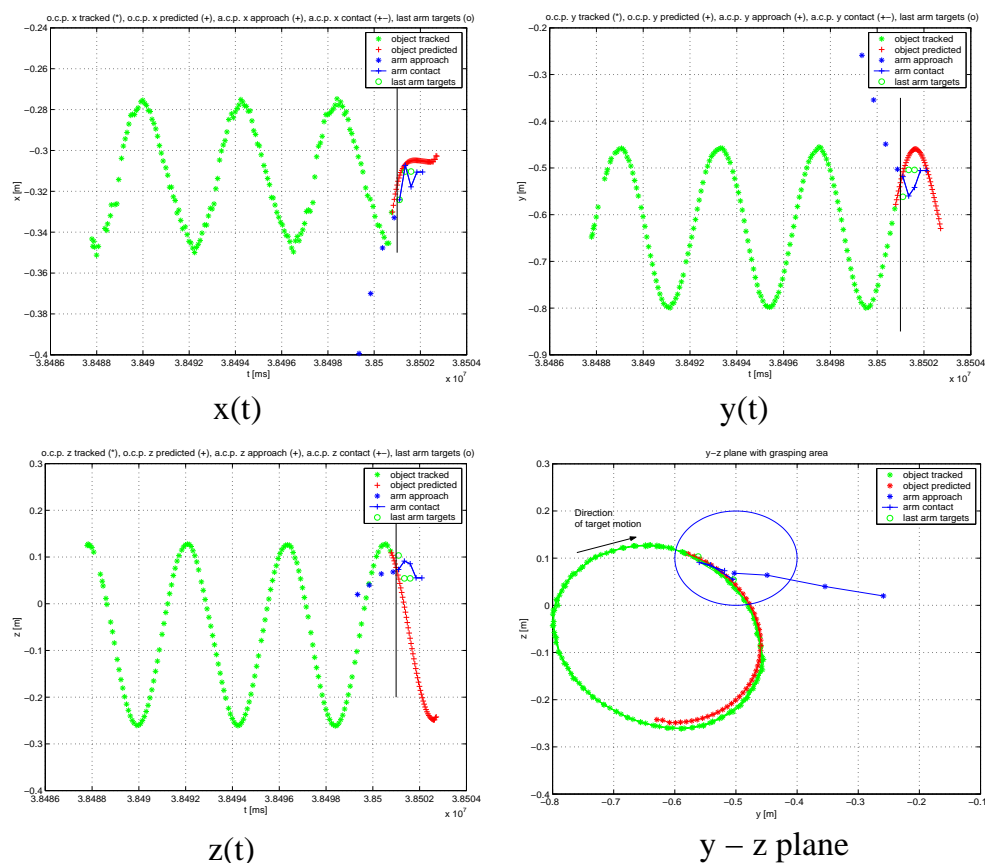 o.c.p. x tracked (*), o.c.p. x predicted (+), a.c.p. x approach (+), a.c.p. x contact (+−), last arm targets (o)
−0.24
−0.26
−0.28
−0.3
−0.32
−0.34
−0.36
−0.38
−0.4
x [m]
object tracked
object predicted
arm approach
arm contact
last arm targets
3.8486 3.8488 3.849 3.8492 3.8494 3.8496 3.8498 3.85 3.8502 3.8504
t [ms]
x 10⁷
x(t)
o.c.p. y tracked (*), o.c.p. y predicted (+), a.c.p. y approach (+), a.c.p. y contact (+−), last arm targets (o)
−0.2
−0.3
−0.4
−0.5
−0.6
−0.7
−0.8
−0.9
y [m]
object tracked
object predicted
arm approach
arm contact
last arm targets
3.8486 3.8488 3.849 3.8492 3.8494 3.8496 3.8498 3.85 3.8502 3.8504
t [ms]
x 10⁷
y(t)
o.c.p. z tracked (*), o.c.p. z predicted (+), a.c.p. z approach (+), a.c.p. z contact (+−), last arm targets (o)
0.3
0.2
0.1
0
−0.1
−0.2
−0.3
−0.4
z [m]
object tracked
object predicted
arm approach
arm contact
last arm targets
3.8486 3.8488 3.849 3.8492 3.8494 3.8496 3.8498 3.85 3.8502 3.8504
t [ms]
x 10⁷
z(t)
y−z plane with grasping area
0.3
0.2
0.1
0
−0.1
−0.2
−0.3
−0.4
z [m]
Direction
of target motion
object tracked
object predicted
arm approach
arm contact
last arm targets
−0.8 −0.7 −0.6 −0.5 −0.4 −0.3 −0.2 −0.1
y [m]
y − z plane